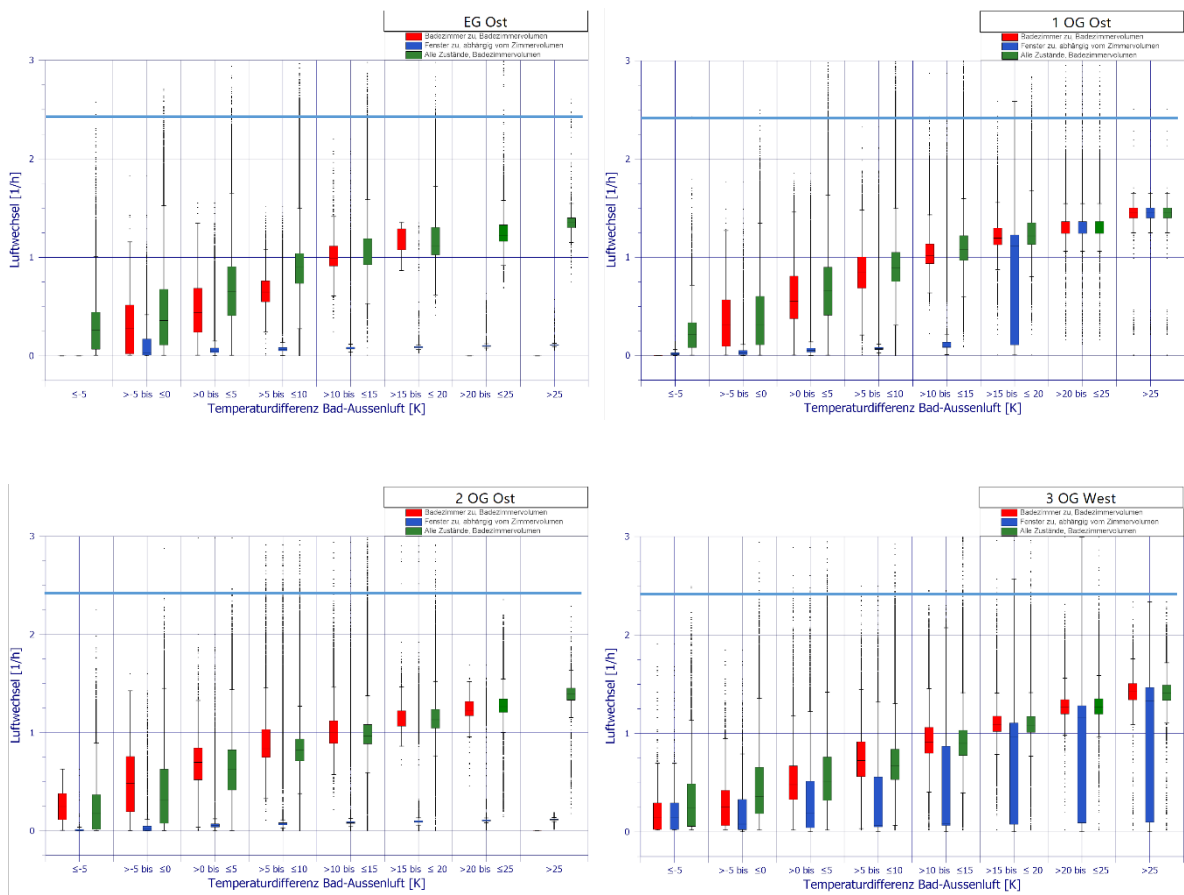 EG Ost
Badezimmer zu, Badezimmervolumen
Fenster zu, abhängig vom Zimmervolumen
Alle Zustände, Badezimmervolumen
3
2
1
0
Luftwechsel [1/h]
≤-5 >-5 bis ≤0 >0 bis ≤5 >5 bis ≤10 >10 bis ≤15 >15 bis ≤ 20 >20 bis ≤25 >25
Temperaturdifferenz Bad-Aussenluft [K]
1 OG Ost
Badezimmer zu, Badezimmervolumen
Fenster zu, abhängig vom Zimmervolumen
Alle Zustände, Badezimmervolumen
3
2
1
0
Luftwechsel [1/h]
≤-5 >-5 bis ≤0 >0 bis ≤5 >5 bis ≤10 >10 bis ≤15 >15 bis ≤ 20 >20 bis ≤25 >25
Temperaturdifferenz Bad-Aussenluft [K]
2 OG Ost
Badezimmer zu, Badezimmervolumen
Fenster zu, abhängig vom Zimmervolumen
Alle Zustände, Badezimmervolumen
3
2
1
0
Luftwechsel [1/h]
≤-5 >-5 bis ≤0 >0 bis ≤5 >5 bis ≤10 >10 bis ≤15 >15 bis ≤ 20 >20 bis ≤25 >25
Temperaturdifferenz Bad-Aussenluft [K]
3 OG West
Badezimmer zu, Badezimmervolumen
Fenster zu, abhängig vom Zimmervolumen
Alle Zustände, Badezimmervolumen
3
2
1
0
Luftwechsel [1/h]
≤-5 >-5 bis ≤0 >0 bis ≤5 >5 bis ≤10 >10 bis ≤15 >15 bis ≤ 20 >20 bis ≤25 >25
Temperaturdifferenz Bad-Aussenluft [K]